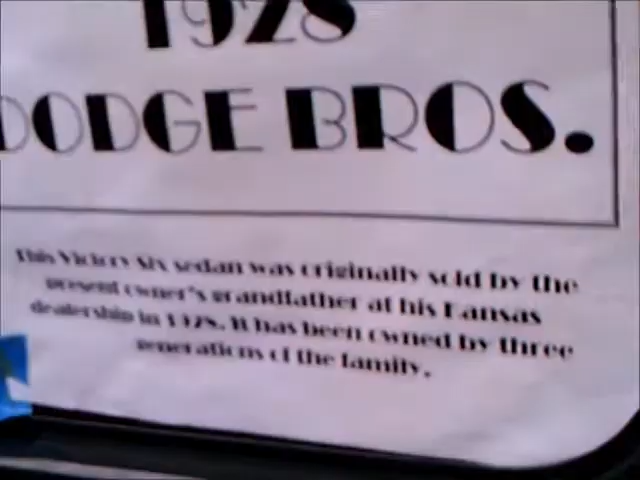 1928
DODGE BROS.
This Victory Six sedan was originally sold by the
present owner's grandfather at his Kansas
dealership in 1928. It has been owned by three
generations of the family.